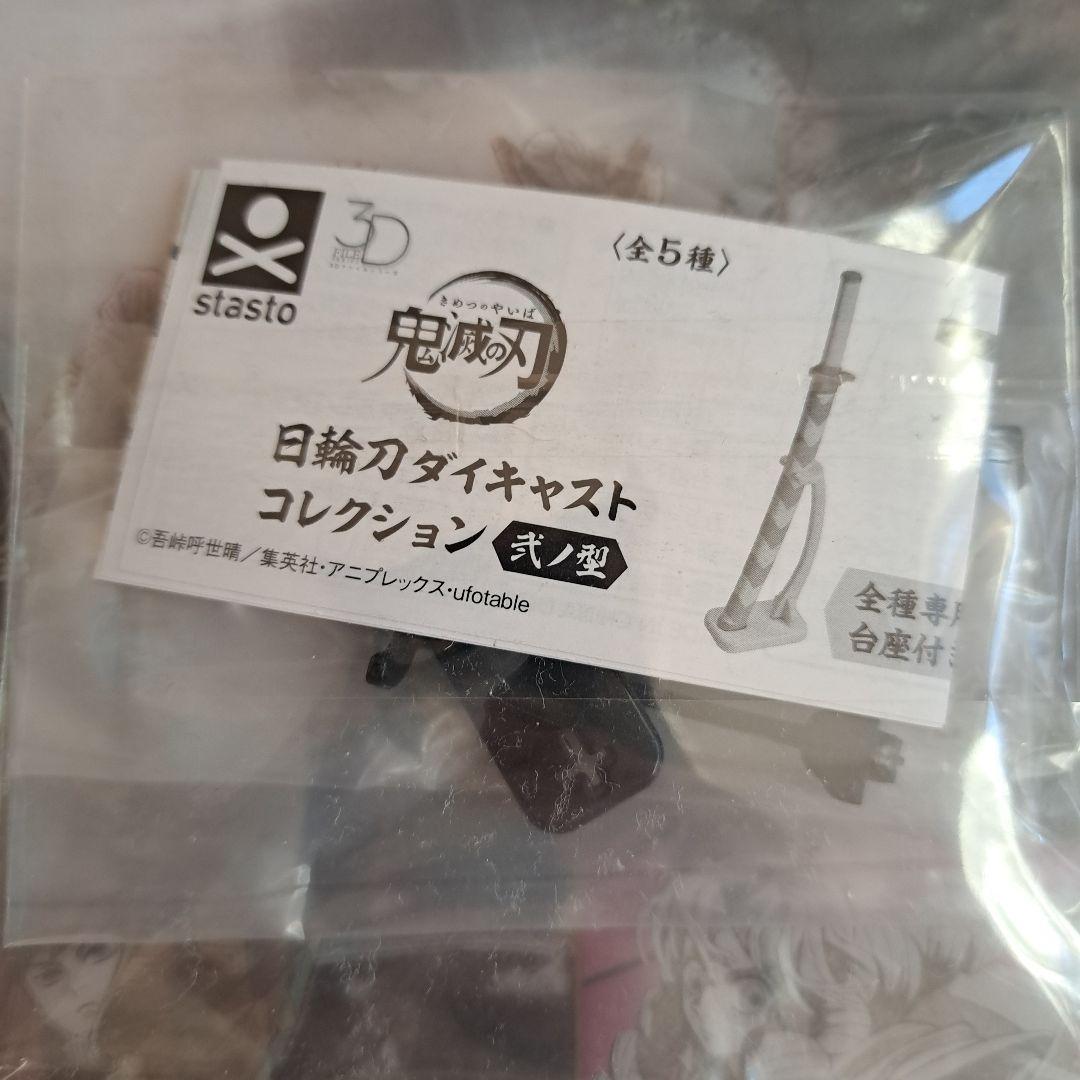 stasto
3D
〈全5種〉
きめつのやいば
鬼滅の刃
日輪刀ダイキャスト
コレクション 弐ノ型
©吾峠呼世晴／集英社・アニプレックス・ufotable
全種専
台座付